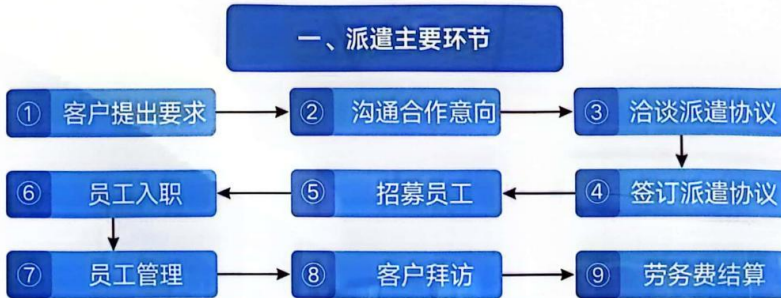 一、派遣主要环节
① 客户提出要求
② 沟通合作意向
③ 洽谈派遣协议
④ 签订派遣协议
⑤ 招募员工
⑥ 员工入职
⑦ 员工管理
⑧ 客户拜访
⑨ 劳务费结算